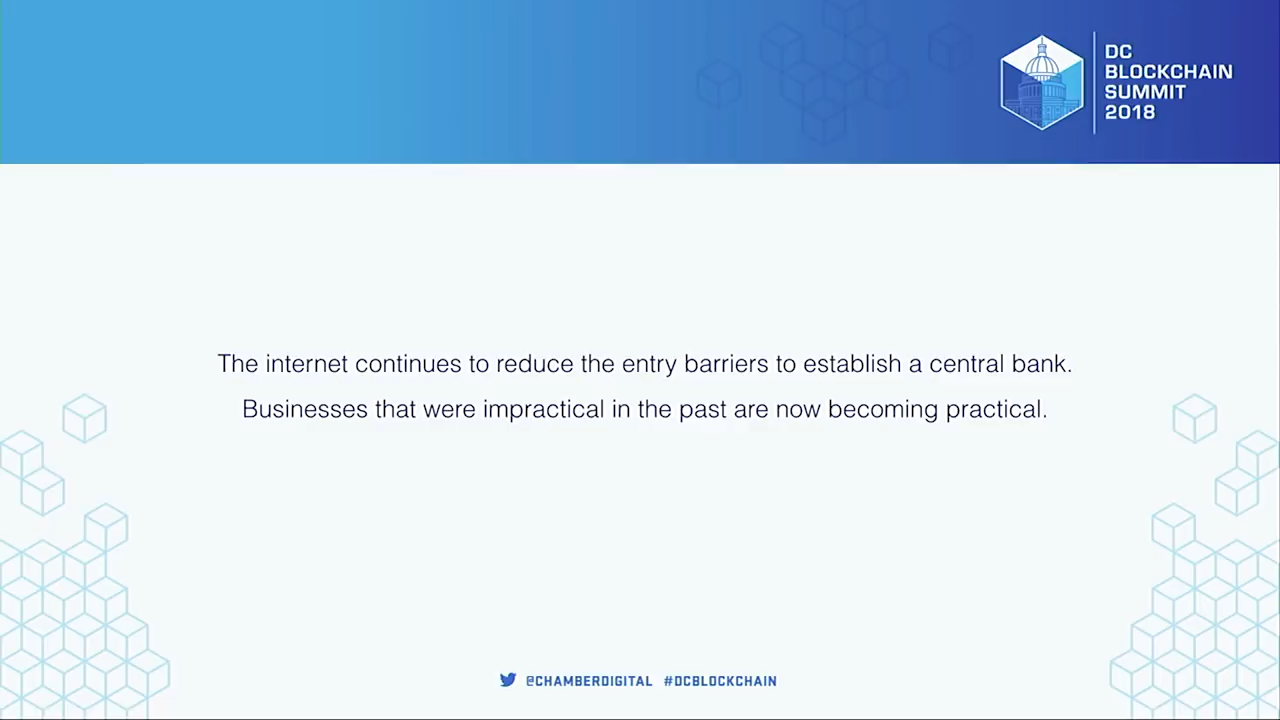 DC
BLOCKCHAIN
SUMMIT
2018
The internet continues to reduce the entry barriers to establish a central bank.
Businesses that were impractical in the past are now becoming practical.
@CHAMBERDIGITAL #DCBLOCKCHAIN